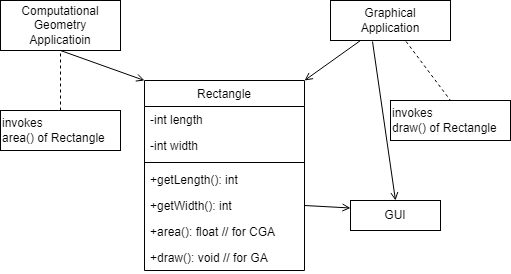 Computational
Geometry
Applicatioin
Graphical
Application
invokes
area() of Rectangle
Rectangle
-int length
-int width
+getLength(): int
+getWidth(): int
+area(): float // for CGA
+draw(): void // for GA
invokes
draw() of Rectangle
GUI